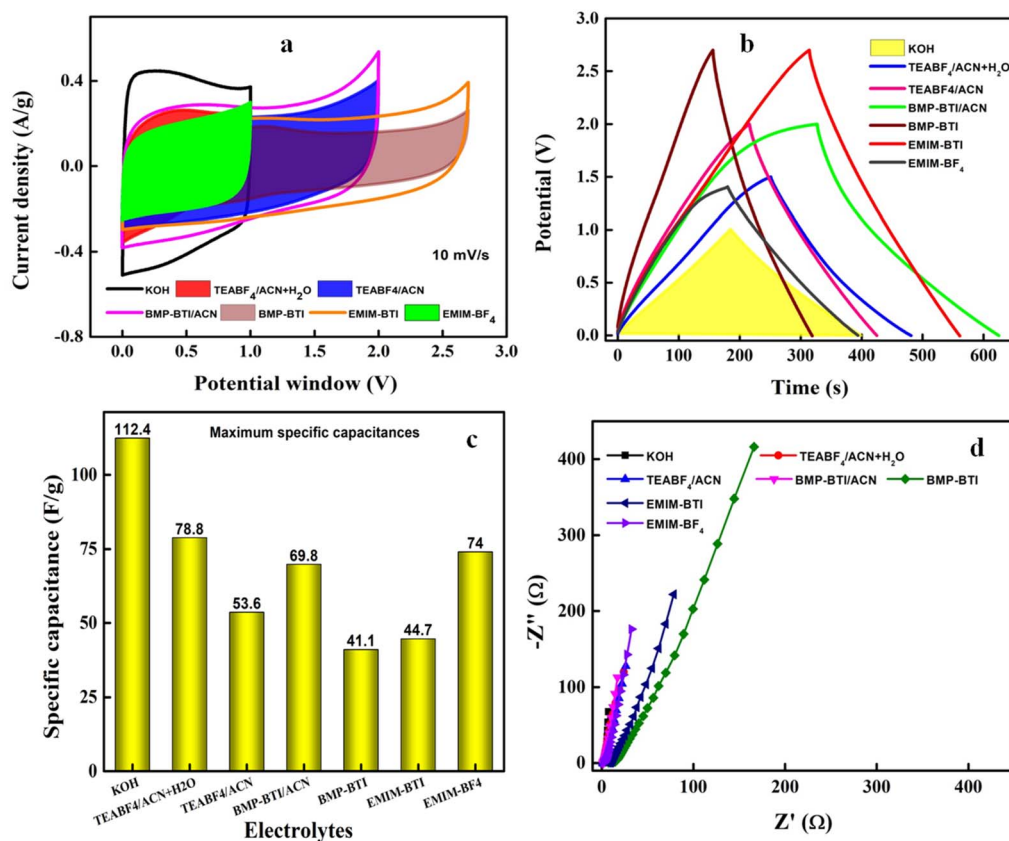 a
Current density (A/g)
0.4
0.0
-0.4
-0.8
10 mV/s
KOH TEABF₄/ACN+H₂O TEABF4/ACN
BMP-BTI/ACN BMP-BTI EMIM-BTI EMIM-BF₄
0.0 0.5 1.0 1.5 2.0 2.5 3.0
Potential window (V)
b
Potential (V)
3.0
2.5
2.0
1.5
1.0
0.5
0.0
KOH
TEABF₄/ACN+H₂O
TEABF4/ACN
BMP-BTI/ACN
BMP-BTI
EMIM-BTI
EMIM-BF₄
0 100 200 300 400 500 600
Time (s)
c
Maximum specific capacitances
Specific capacitance (F/g)
100
75
50
25
0
112.4
78.8
53.6
69.8
41.1
44.7
74
KOH
TEABF4/ACN+H2O
TEABF4/ACN
BMP-BTI/ACN
BMP-BTI
EMIM-BTI
EMIM-BF4
Electrolytes
d
-Z" (Ω)
400
300
200
100
0
KOH TEABF₄/ACN+H₂O
TEABF₄/ACN BMP-BTI/ACN BMP-BTI
EMIM-BTI
EMIM-BF₄
0 100 200 300 400
Z' (Ω)